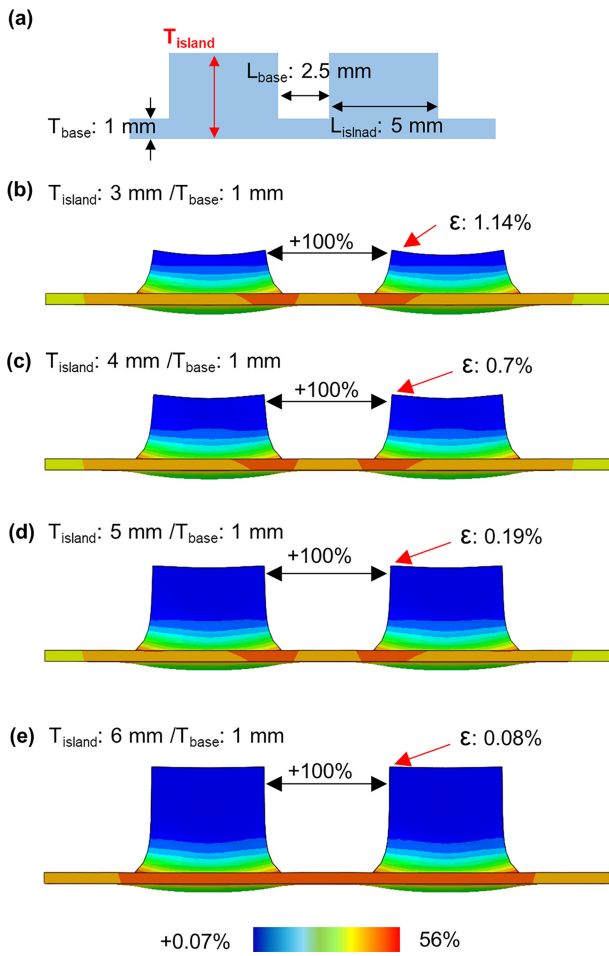 (a)
T_island
L_base: 2.5 mm
T_base: 1 mm
L_islnad: 5 mm
(b) T_island: 3 mm /T_base: 1 mm
+100%
ε: 1.14%
(c) T_island: 4 mm /T_base: 1 mm
+100%
ε: 0.7%
(d) T_island: 5 mm /T_base: 1 mm
+100%
ε: 0.19%
(e) T_island: 6 mm /T_base: 1 mm
+100%
ε: 0.08%
+0.07% 56%